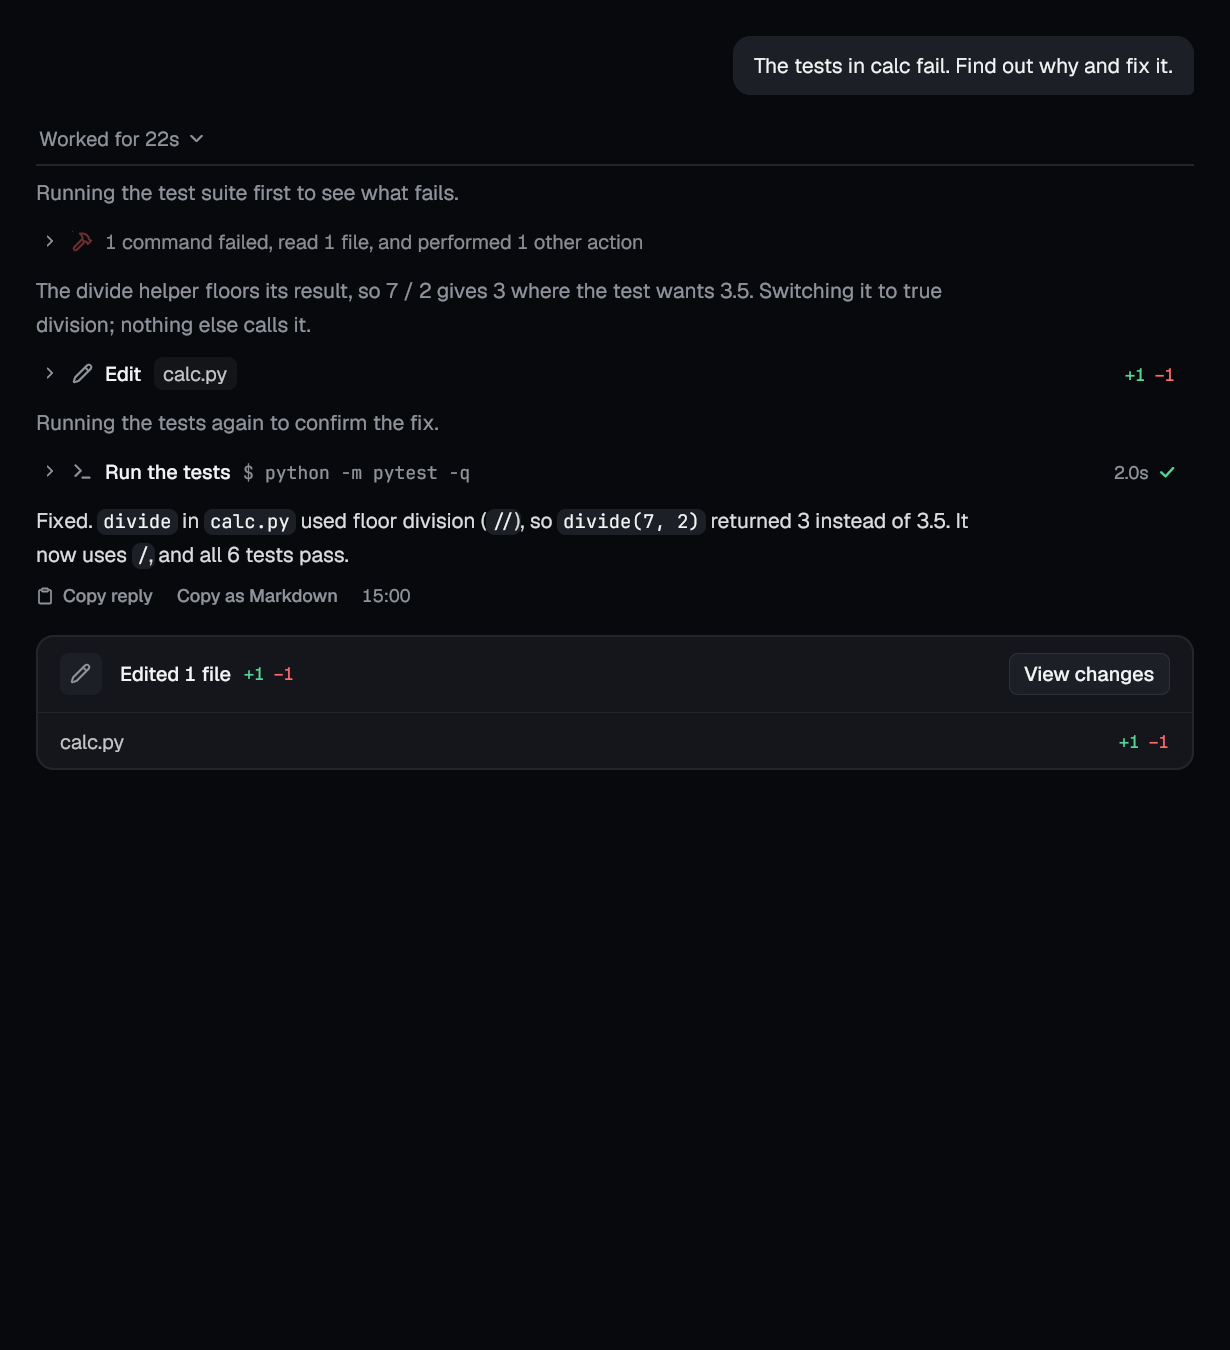 The tests in calc fail. Find out why and fix it.
Worked for 22s
Running the test suite first to see what fails.
1 command failed, read 1 file, and performed 1 other action
The divide helper floors its result, so 7 / 2 gives 3 where the test wants 3.5. Switching it to true
division; nothing else calls it.
Edit calc.py +1 −1
Running the tests again to confirm the fix.
Run the tests $ python -m pytest -q 2.0s
Fixed. divide in calc.py used floor division (//), so divide(7, 2) returned 3 instead of 3.5. It
now uses /, and all 6 tests pass.
Copy reply Copy as Markdown 15:00
Edited 1 file +1 −1 View changes
calc.py +1 −1